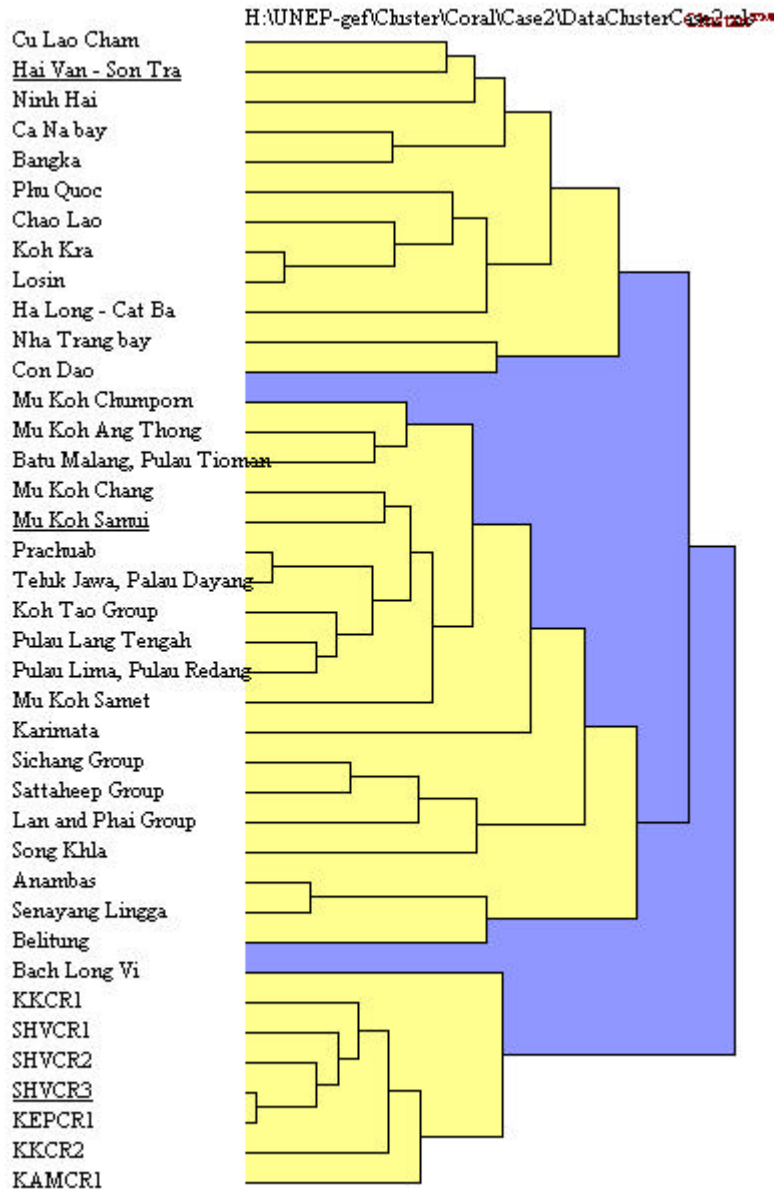 H:\UNEP-gef\Cluster\Coral\Case2\DataClusterCase2.xls
Cu Lao Cham
Hai Van - Son Tra
Ninh Hai
Ca Na bay
Bangka
Phu Quoc
Chao Lao
Koh Kra
Losin
Ha Long - Cat Ba
Nha Trang bay
Con Dao
Mu Koh Chumporn
Mu Koh Ang Thong
Batu Malang, Pulau Tioman
Mu Koh Chang
Mu Koh Samui
Prachuab
Teluk Jawa, Palau Dayang
Koh Tao Group
Pulau Lang Tengah
Pulau Lima, Pulau Redang
Mu Koh Samet
Karimata
Sichang Group
Sattaheep Group
Lan and Phai Group
Song Khla
Anambas
Senayang Lingga
Belitung
Bach Long Vi
KKCR1
SHVCR1
SHVCR2
SHVCR3
KEPCR1
KKCR2
KAMCR1